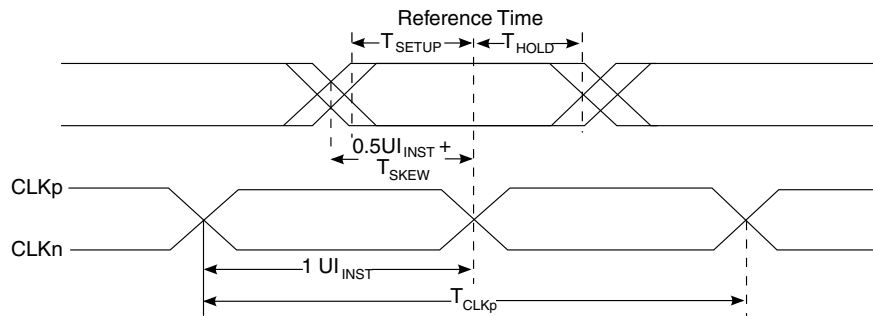 Reference Time
TSETUP THOLD
0.5UIINST +
TSKEW
CLKp
CLKn
1 UIINST
TCLKp